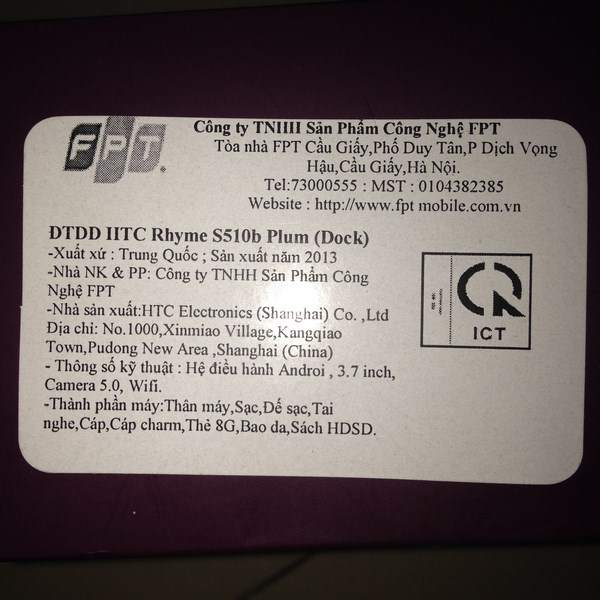 FPT
Công ty TNHH Sản Phẩm Công Nghệ FPT
Tòa nhà FPT Cầu Giấy,Phố Duy Tân,P Dịch Vọng
Hậu,Cầu Giấy,Hà Nội.
Tel:73000555 : MST : 0104382385
Website : http://www.fpt mobile.com.vn
ĐTDD HTC Rhyme S510b Plum (Dock)
-Xuất xứ : Trung Quốc ; Sản xuất năm 2013
-Nhà NK & PP: Công ty TNHH Sản Phẩm Công
Nghệ FPT
-Nhà sản xuất:HTC Electronics (Shanghai) Co. ,Ltd
Địa chỉ: No.1000,Xinmiao Village,Kangqiao
Town,Pudong New Area ,Shanghai (China)
- Thông số kỹ thuật : Hệ điều hành Androi , 3.7 inch,
Camera 5.0, Wifi.
-Thành phần máy:Thân máy,Sạc,Đế sạc,Tai
nghe,Cáp,Cáp charm,Thẻ 8G,Bao da,Sách HDSD.
ICT